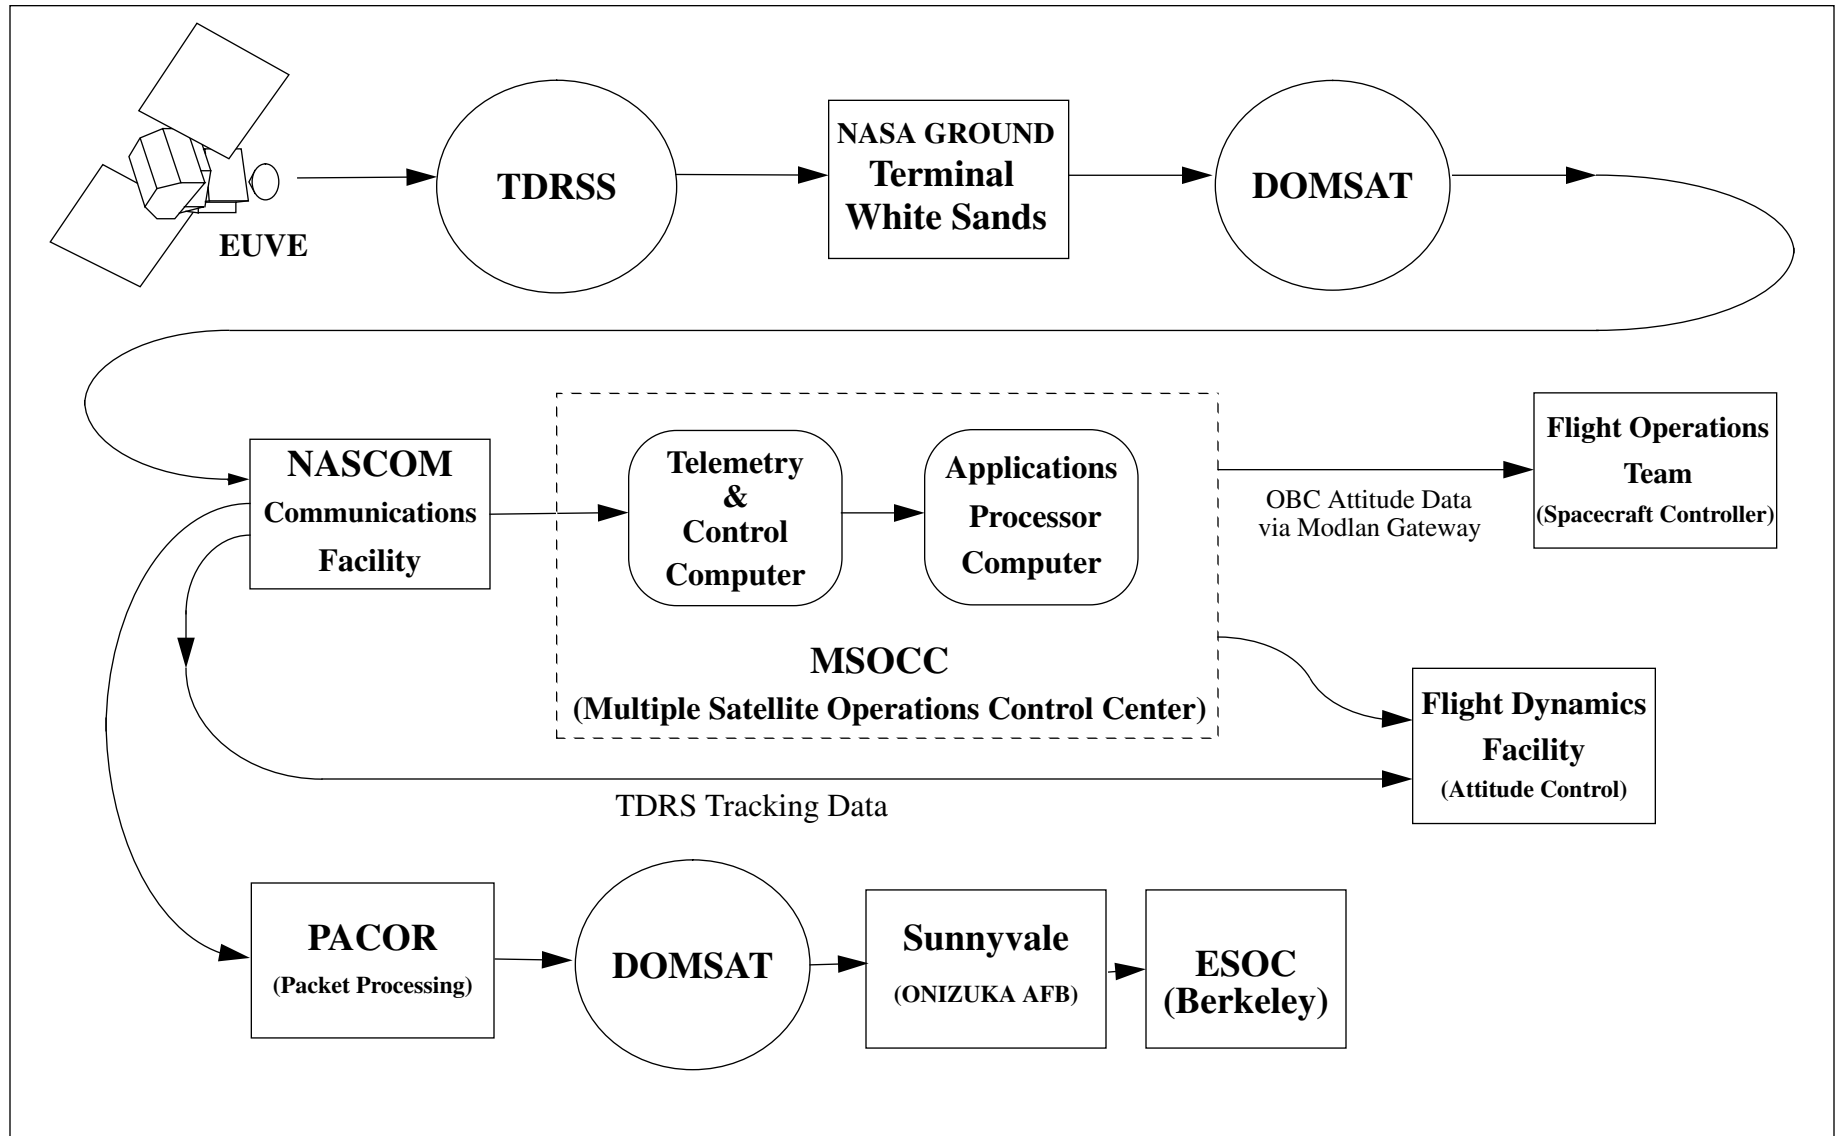 EUVE
TDRSS
NASA GROUND
Terminal
White Sands
DOMSAT
NASCOM
Communications
Facility
Telemetry
&
Control
Computer
Applications
Processor
Computer
MSOCC
(Multiple Satellite Operations Control Center)
OBC Attitude Data
via Modlan Gateway
Flight Operations
Team
(Spacecraft Controller)
Flight Dynamics
Facility
(Attitude Control)
TDRS Tracking Data
PACOR
(Packet Processing)
DOMSAT
Sunnyvale
(ONIZUKA AFB)
ESOC
(Berkeley)